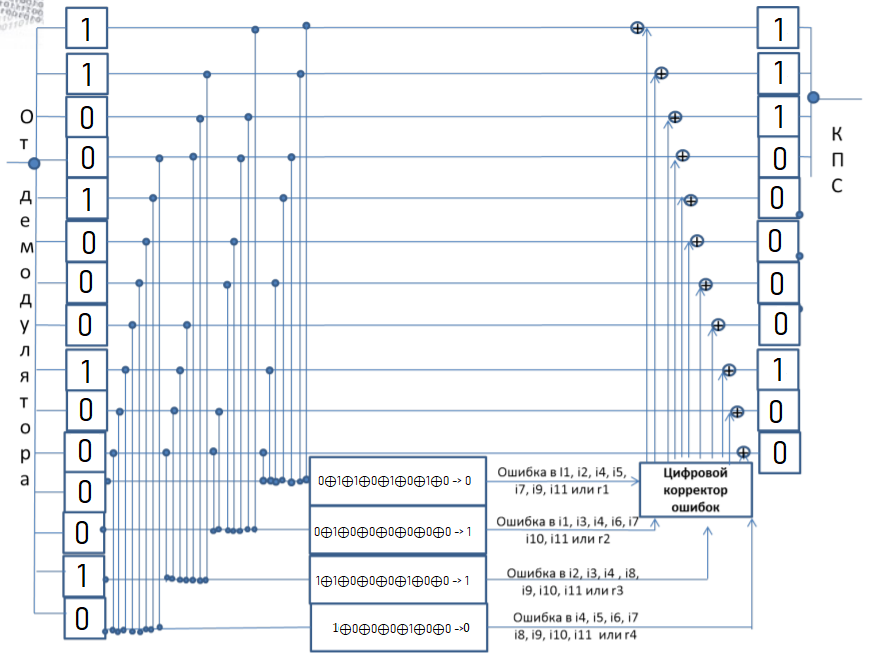 От демодулятора
1
1
0
0
1
0
0
0
1
0
0
0
0
1
0
0⊕1⊕1⊕0⊕1⊕0⊕1⊕0 -> 0
0⊕1⊕0⊕0⊕0⊕0⊕0⊕0 -> 1
1⊕1⊕0⊕0⊕0⊕1⊕0⊕0 -> 1
1⊕0⊕0⊕0⊕1⊕0⊕0 ->0
Ошибка в I1, i2, i4, i5,
i7, i9, i11 или r1
Ошибка в i1, i3, i4, i6, i7
i10, i11 или r2
Ошибка в i2, i3, i4 , i8,
i9, i10, i11 или r3
Ошибка в i4, i5, i6, i7
i8, i9, i10, i11 или r4
Цифровой
корректор
ошибок
1
1
1
0
0
0
0
0
1
0
0
КПС